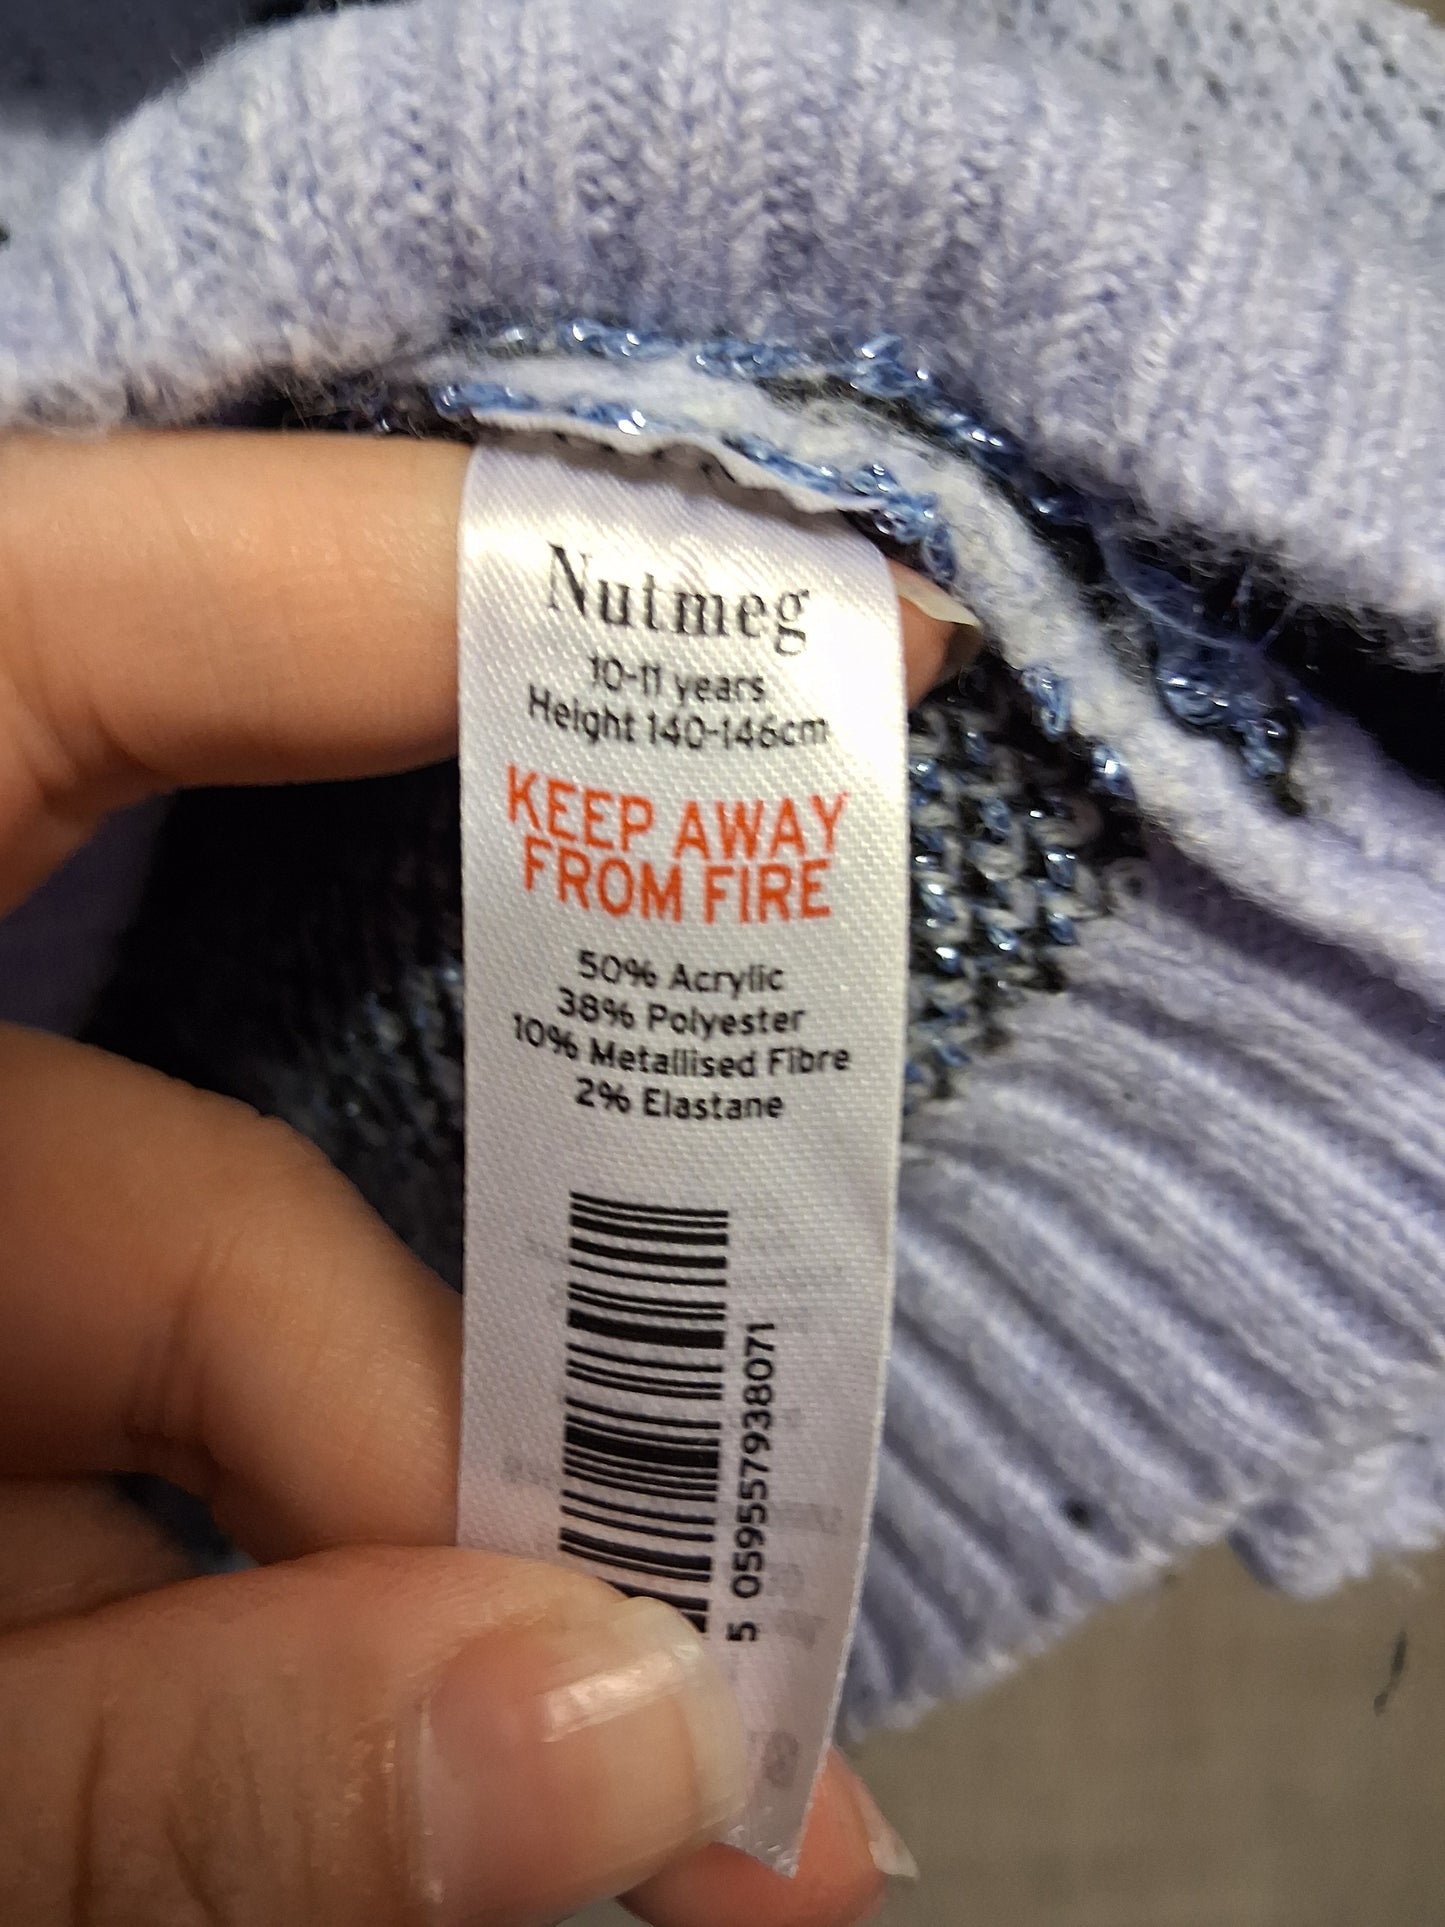 Nutmeg
10-11 years
Height 140-146cm
KEEP AWAY
FROM FIRE
50% Acrylic
38% Polyester
10% Metallised Fibre
2% Elastane
5 059557938071